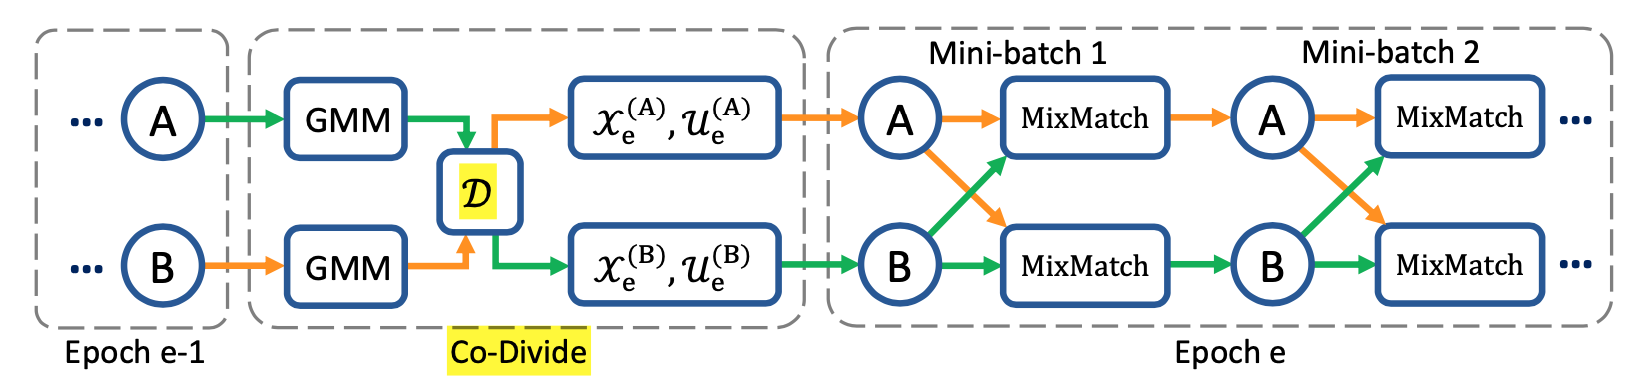 Mini-batch 1
Mini-batch 2
... A GMM 𝒳e(A), 𝒰e(A) A MixMatch A MixMatch ...
𝒟
... B GMM 𝒳e(B), 𝒰e(B) B MixMatch B MixMatch ...
Epoch e-1
Co-Divide
Epoch e